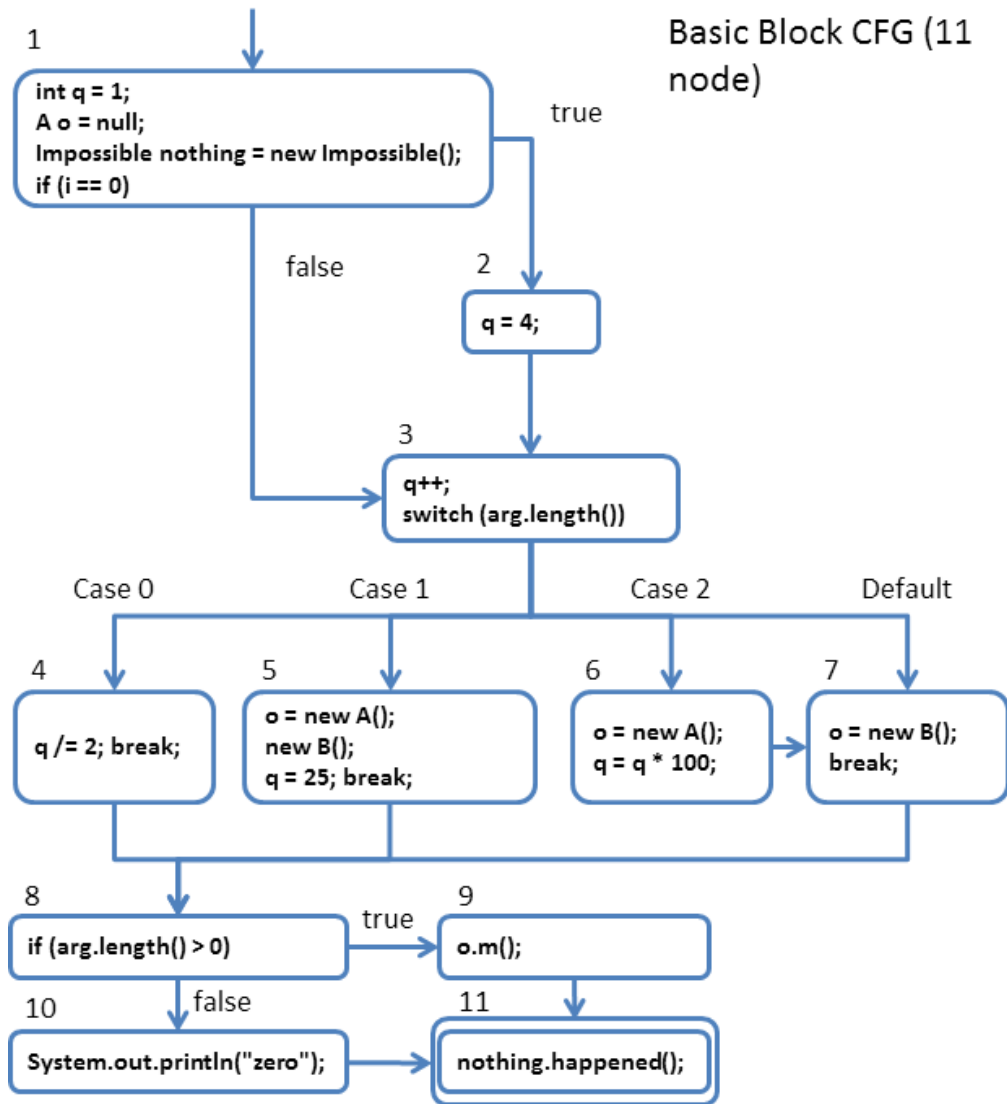 Basic Block CFG (11
node)
1
int q = 1;
A o = null;
Impossible nothing = new Impossible();
if (i == 0)
true
false
2
q = 4;
3
q++;
switch (arg.length())
Case 0
Case 1
Case 2
Default
4
q /= 2; break;
5
o = new A();
new B();
q = 25; break;
6
o = new A();
q = q * 100;
7
o = new B();
break;
8
if (arg.length() > 0)
true
false
9
o.m();
10
System.out.println("zero");
11
nothing.happened();